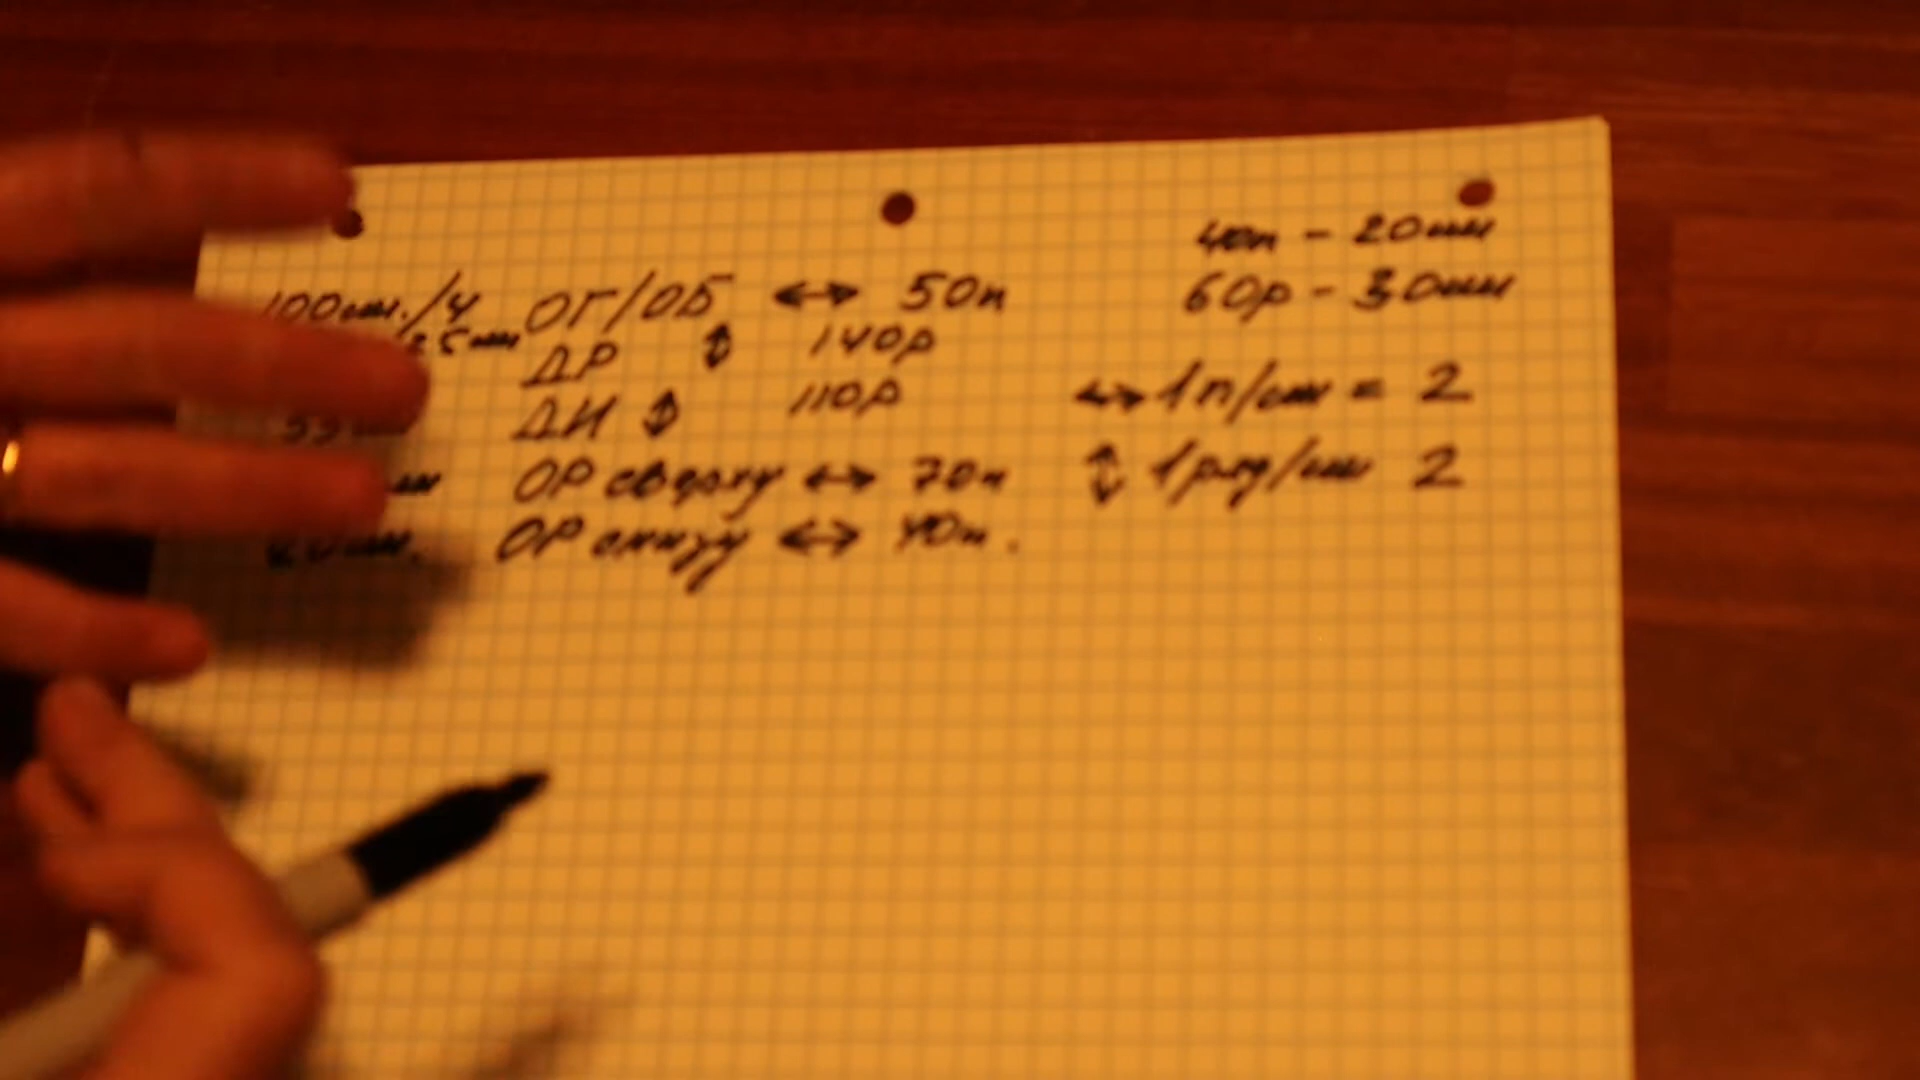 40п - 20см
60р - 30см
100см./4 ОГ/ОБ ↔ 50п
25см
ДР ↕ 140р
ДИ ↕ 110р
ОР сверху ↔ 70п
ОР снизу ↔ 40п.
↔ 1п/см = 2
↕ 1ряд/см 2